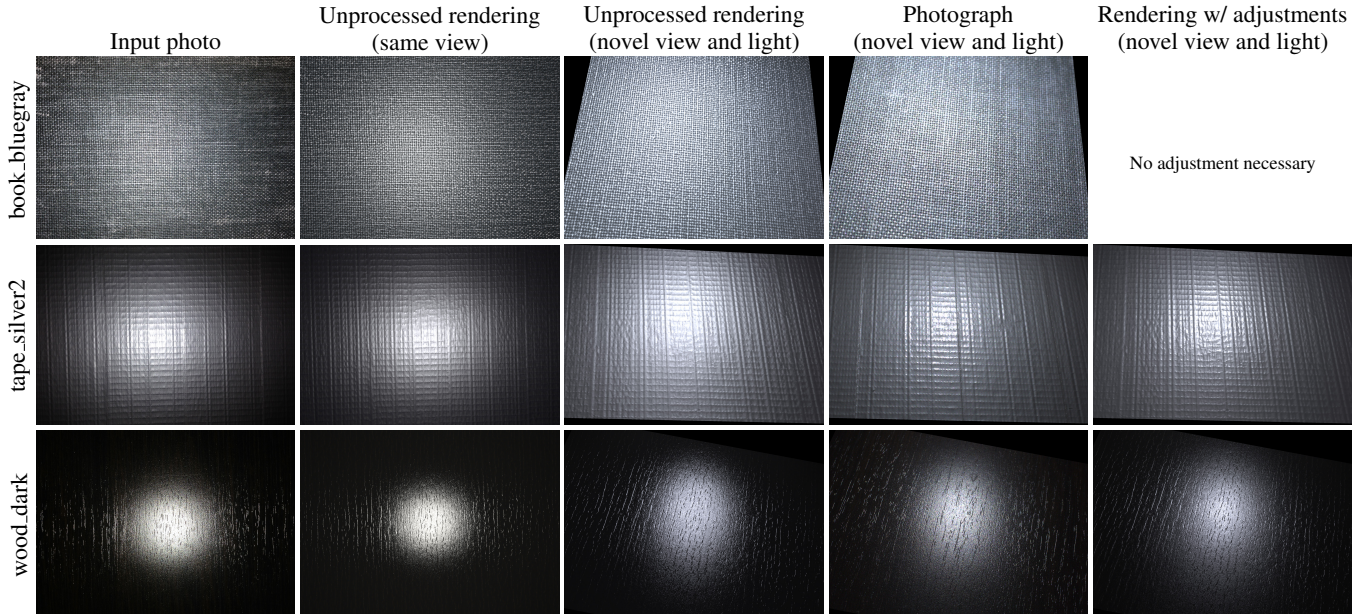 Input photo
Unprocessed rendering
(same view)
Unprocessed rendering
(novel view and light)
Photograph
(novel view and light)
Rendering w/ adjustments
(novel view and light)
book_bluegray
No adjustment necessary
tape_silver2
wood_dark